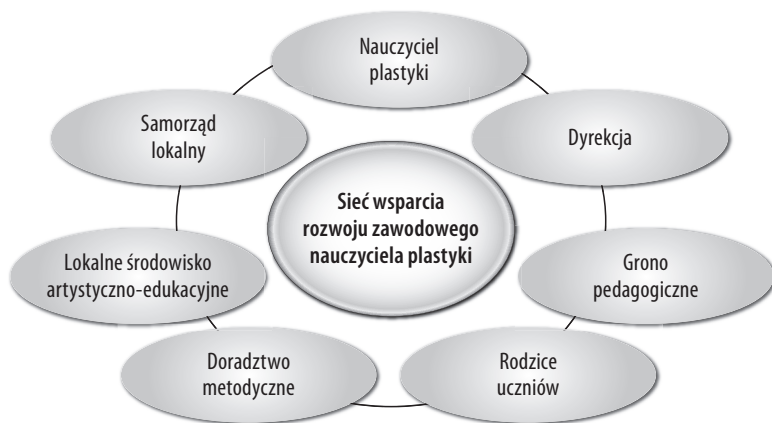 Nauczyciel
plastyki
Samorząd
lokalny
Dyrekcja
Sieć wsparcia
rozwoju zawodowego
nauczyciela plastyki
Lokalne środowisko
artystyczno-edukacyjne
Grono
pedagogiczne
Doradztwo
metodyczne
Rodzice
uczniów